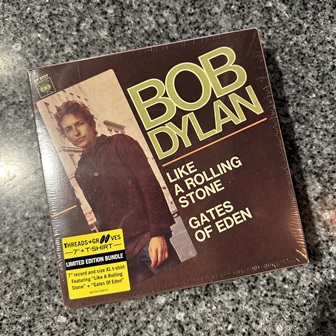 BOB
DYLAN
LIKE
A ROLLING
STONE
GATES
OF EDEN
THREADS+GROOVES
7"+T-SHIRT
LIMITED EDITION BUNDLE
7" record and size XL t-shirt
Featuring "Like A Rolling
Stone" + "Gates Of Eden"